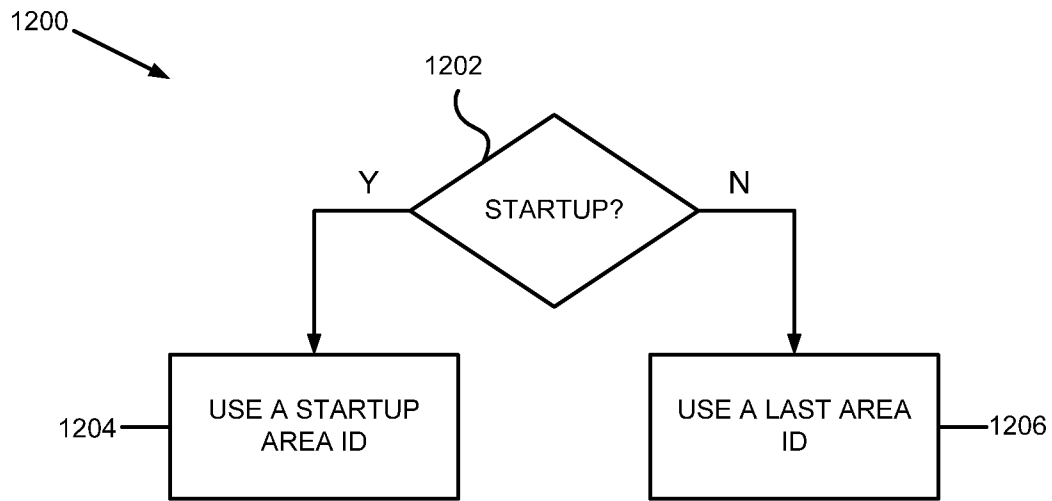 1200
1202
Y
N
STARTUP?
USE A STARTUP
AREA ID
USE A LAST AREA
ID
1204
1206